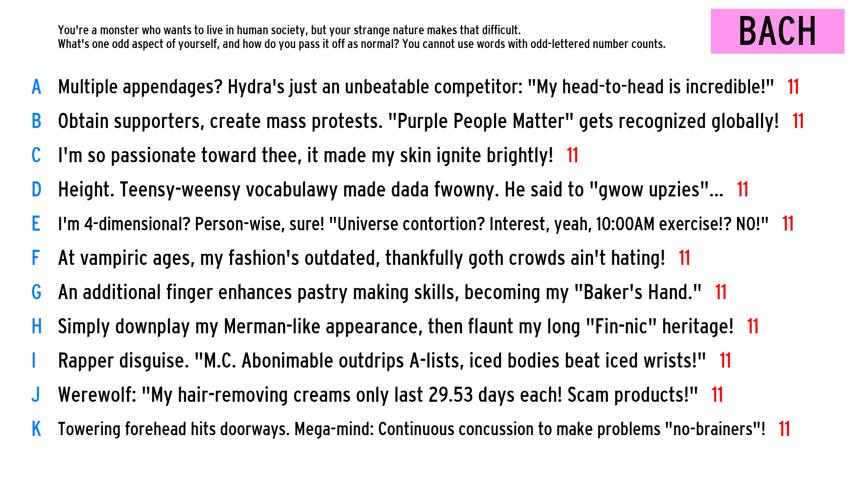 You're a monster who wants to live in human society, but your strange nature makes that difficult.
What's one odd aspect of yourself, and how do you pass it off as normal? You cannot use words with odd-lettered number counts.
BACH
A Multiple appendages? Hydra's just an unbeatable competitor: "My head-to-head is incredible!" 11
B Obtain supporters, create mass protests. "Purple People Matter" gets recognized globally! 11
C I'm so passionate toward thee, it made my skin ignite brightly! 11
D Height. Teensy-weensy vocabulawy made dada fwowny. He said to "gwow upzies"... 11
E I'm 4-dimensional? Person-wise, sure! "Universe contortion? Interest, yeah, 10:00AM exercise!? NO!" 11
F At vampiric ages, my fashion's outdated, thankfully goth crowds ain't hating! 11
G An additional finger enhances pastry making skills, becoming my "Baker's Hand." 11
H Simply downplay my Merman-like appearance, then flaunt my long "Fin-nic" heritage! 11
I Rapper disguise. "M.C. Abonimable outdrips A-lists, iced bodies beat iced wrists!" 11
J Werewolf: "My hair-removing creams only last 29.53 days each! Scam products!" 11
K Towering forehead hits doorways. Mega-mind: Continuous concussion to make problems "no-brainers"! 11